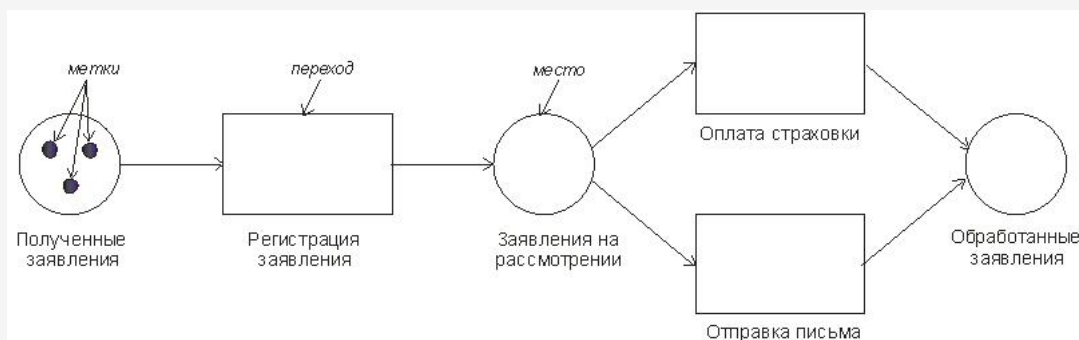 метки
переход
место
Оплата страховки
Полученные
заявления
Регистрация
заявления
Заявления на
рассмотрении
Обработанные
заявления
Отправка письма